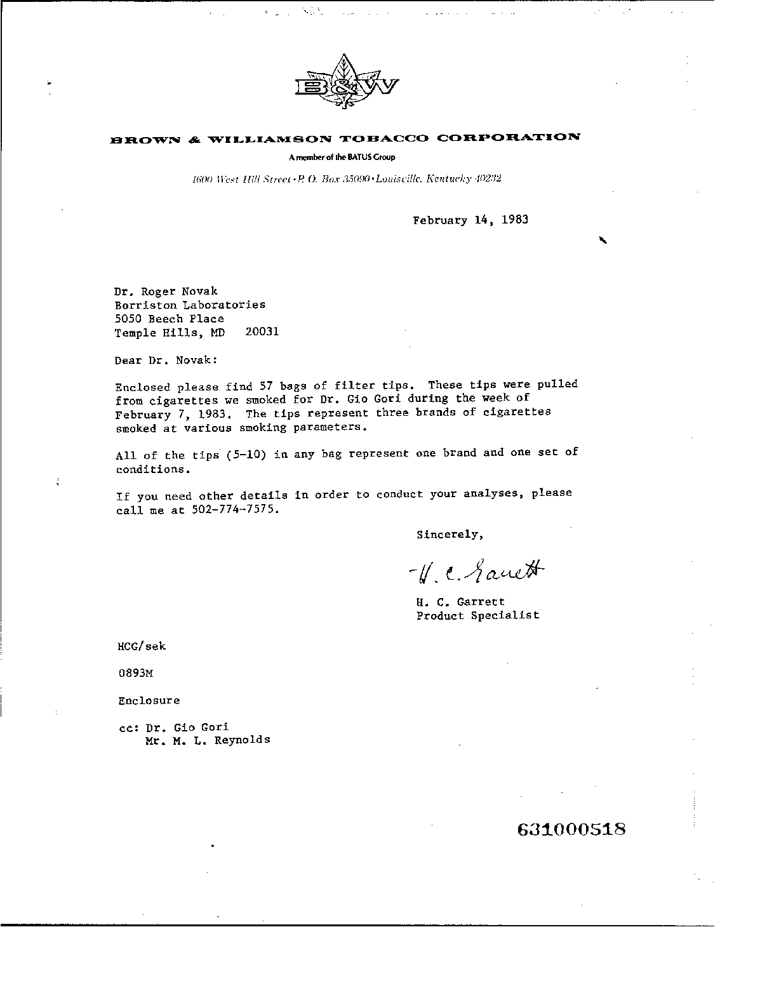 B&W
BROWN & WILLIAMSON TOBACCO CORPORATION
A member of the BATUS Group
1600 West Hill Street • P. O. Box 35090 • Louisville, Kentucky 40232
February 14, 1983
Dr. Roger Novak
Borriston Laboratories
5050 Beech Place
Temple Hills, MD 20031
Dear Dr. Novak:
Enclosed please find 57 bags of filter tips. These tips were pulled
from cigarettes we smoked for Dr. Gio Gori during the week of
February 7, 1983. The tips represent three brands of cigarettes
smoked at various smoking parameters.
All of the tips (5-10) in any bag represent one brand and one set of
conditions.
If you need other details in order to conduct your analyses, please
call me at 502-774-7575.
Sincerely,
H. C. Garrett
H. C. Garrett
Product Specialist
HCG/sek
0893M
Enclosure
cc: Dr. Gio Gori
Mr. M. L. Reynolds
631000518